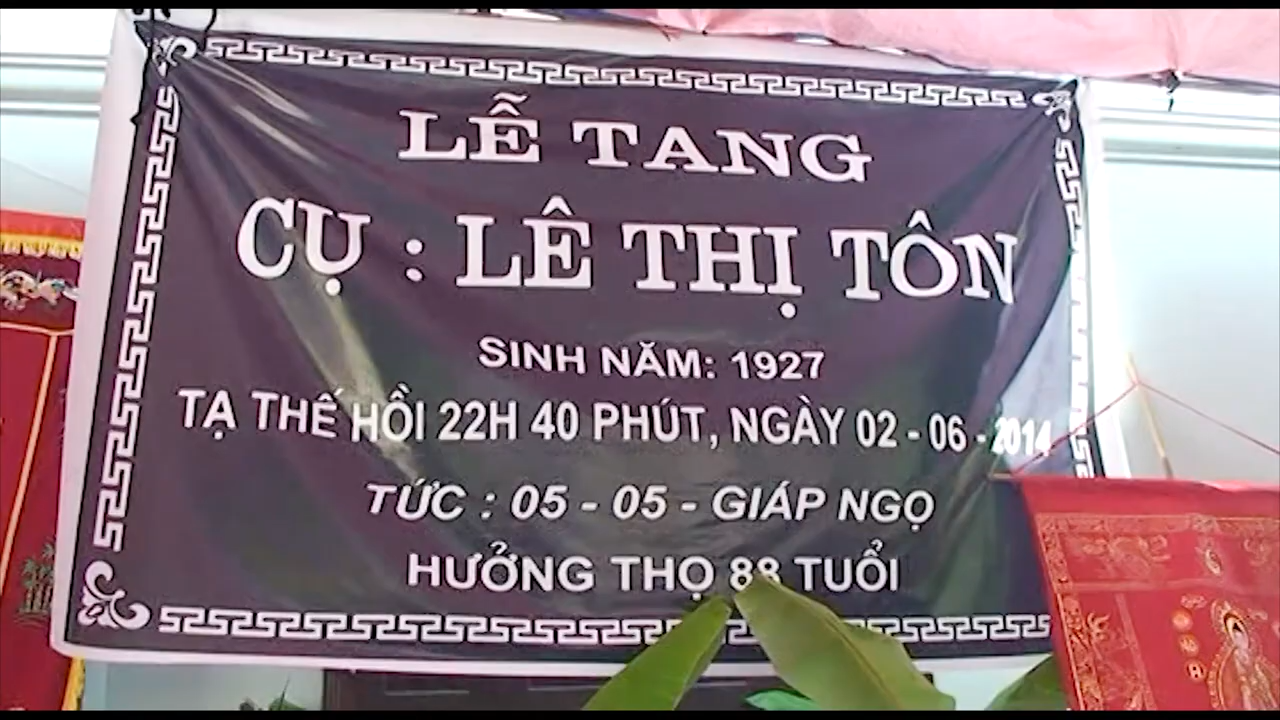 LỄ TANG
CỤ : LÊ THỊ TÔN
SINH NĂM: 1927
TẠ THẾ HỒI 22H 40 PHÚT, NGÀY 02 - 06 - 2014
TỨC : 05 - 05 - GIÁP NGỌ
HƯỞNG THỌ 88 TUỔI